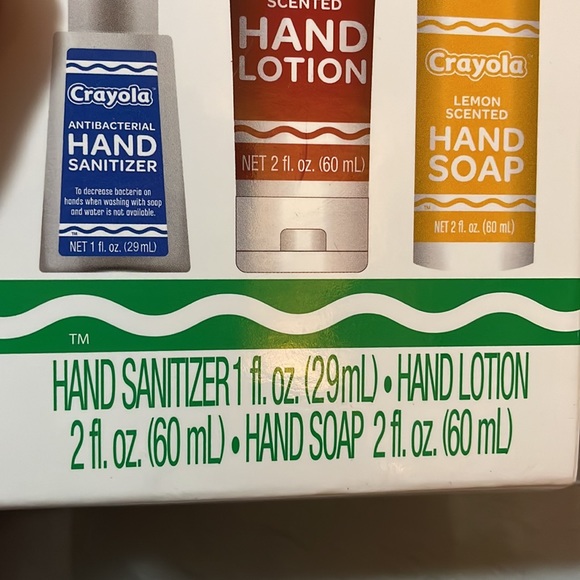 Crayola
ANTIBACTERIAL
HAND
SANITIZER
To decrease bacteria on
hands when washing with soap
and water is not available.
TM
NET 1 fl. oz. (29 mL)
SCENTED
HAND
LOTION
NET 2 fl. oz. (60 mL)
Crayola
LEMON
SCENTED
HAND
SOAP
TM
NET 2 fl. oz. (60 mL)
TM
HAND SANITIZER 1 fl. oz. (29mL) • HAND LOTION
2 fl. oz. (60 mL) • HAND SOAP 2 fl. oz. (60 mL)